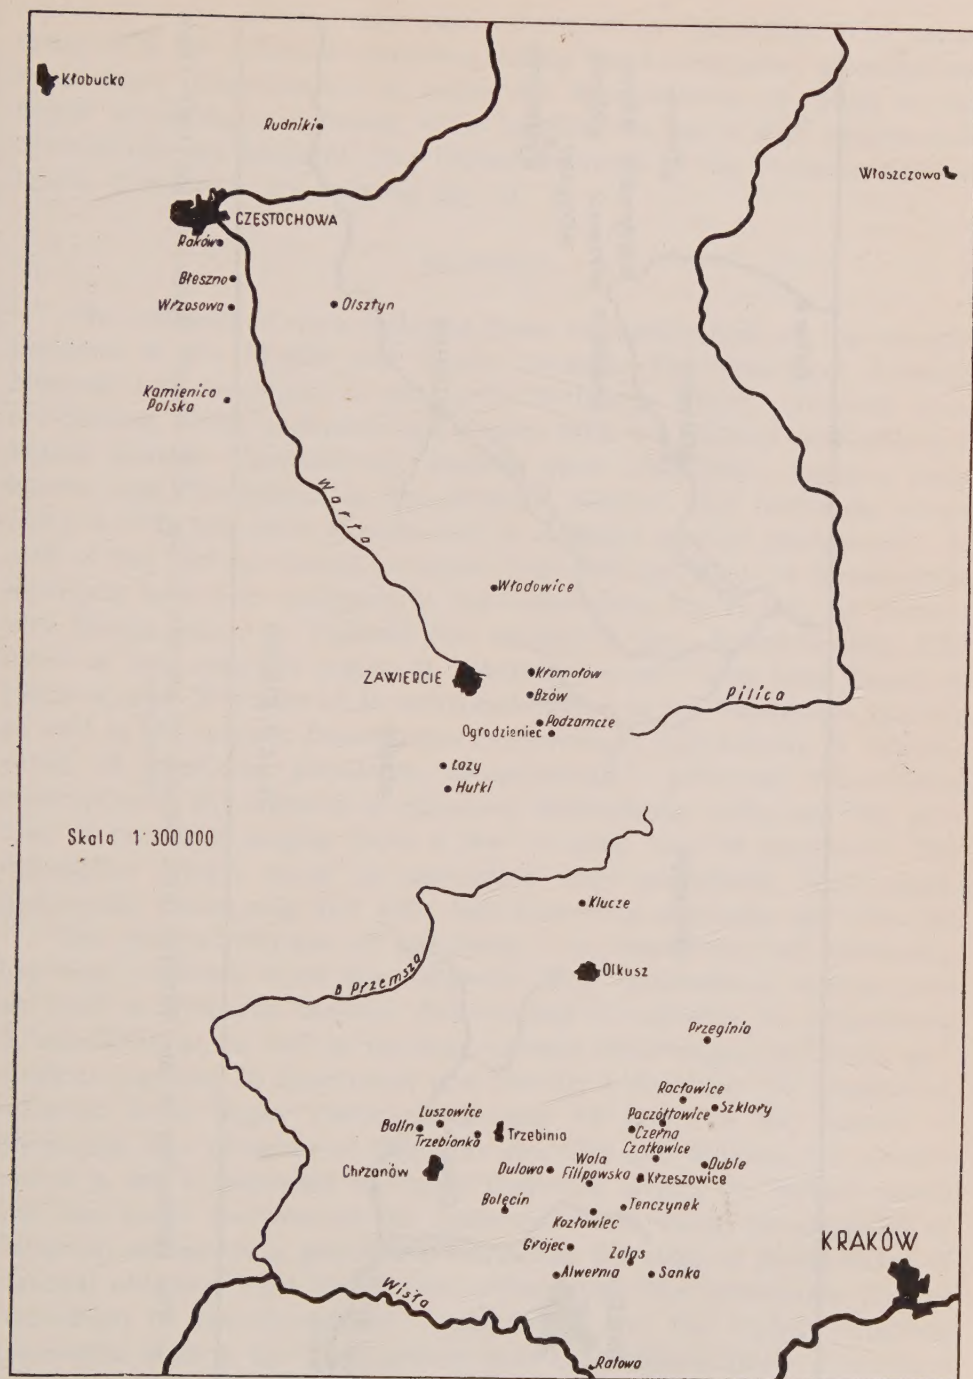 Kłobucko
Rudniki
Włoszczowa
CZĘSTOCHOWA
Raków
Błeszno
Wrzosowa
Olsztyn
Kamienica
Polska
Warta
Włodowice
ZAWIERCIE
Kromołów
Bzów
Pilica
Podzamcze
Ogrodzieniec
Łazy
Hutki
Skala 1:300 000
Klucze
B Przemsza
Olkusz
Przeginia
Racławice
Szklary
Paczółtowice
Luszowice
Balin
Trzebionka
Trzebinia
Czerna
Czatkowice
Chrzanów
Dulowa
Wola
Filipowska
Dubie
Krzeszowice
Bolęcin
Kozłowiec
Tenczynek
KRAKÓW
Grójec
Zalas
Alwernia
Sanka
Wisła
Ratowa